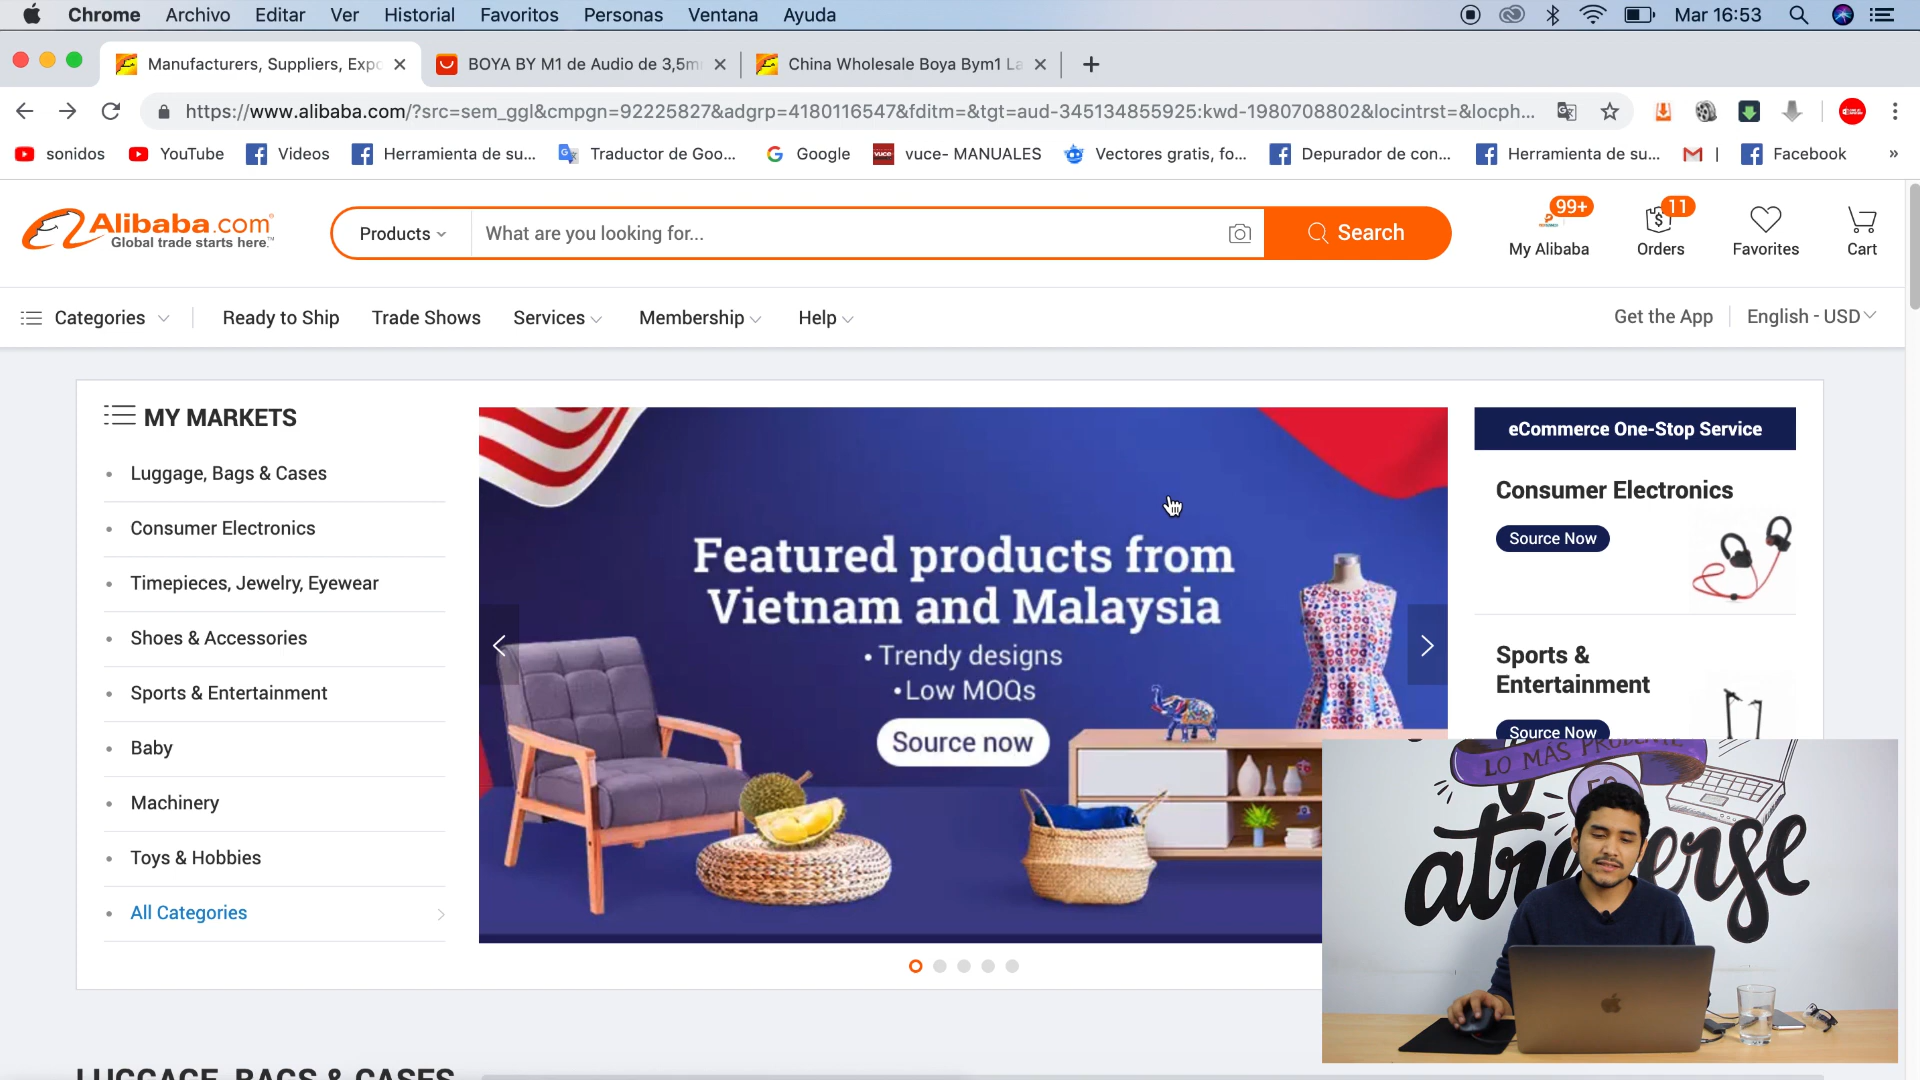 Chrome Archivo Editar Ver Historial Favoritos Personas Ventana Ayuda Mar 16:53
Manufacturers, Suppliers, Expo
BOYA BY M1 de Audio de 3,5m
China Wholesale Boya Bym1 La
https://www.alibaba.com/?src=sem_ggl&cmpgn=92225827&adgrp=4180116547&fditm=&tgt=aud-345134855925:kwd-1980708802&locintrst=&locph...
sonidos YouTube Videos Herramienta de su... Traductor de Goo... Google vuce- MANUALES Vectores gratis, fo... Depurador de con... Herramienta de su... | Facebook »
Alibaba.com
Global trade starts here.™
Products
What are you looking for...
Search
99+
My Alibaba
11
Orders
Favorites
Cart
Categories
Ready to Ship
Trade Shows
Services
Membership
Help
Get the App
English - USD
MY MARKETS
Luggage, Bags & Cases
Consumer Electronics
Timepieces, Jewelry, Eyewear
Shoes & Accessories
Sports & Entertainment
Baby
Machinery
Toys & Hobbies
All Categories
Featured products from
Vietnam and Malaysia
• Trendy designs
• Low MOQs
Source now
eCommerce One-Stop Service
Consumer Electronics
Source Now
Sports &
Entertainment
Source Now
LO MÁS
LUGGAGE, BAGS & CASES